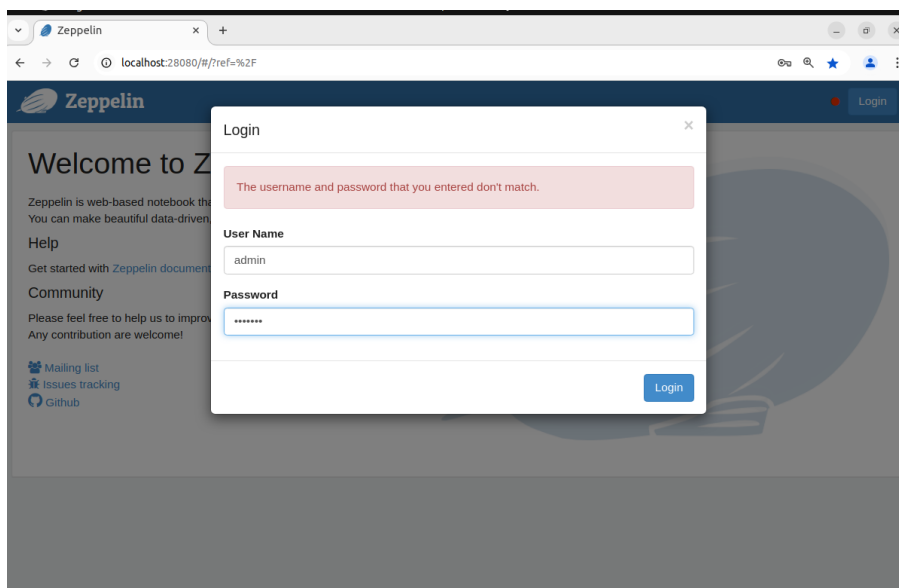 Zeppelin
localhost:28080/#/?ref=%2F
Zeppelin
Login
Login
The username and password that you entered don't match.
User Name
admin
Password
•••••••
Login
Welcome to Z
Zeppelin is web-based notebook tha
You can make beautiful data-driven,
Help
Get started with Zeppelin document
Community
Please feel free to help us to improv
Any contribution are welcome!
Mailing list
Issues tracking
Github